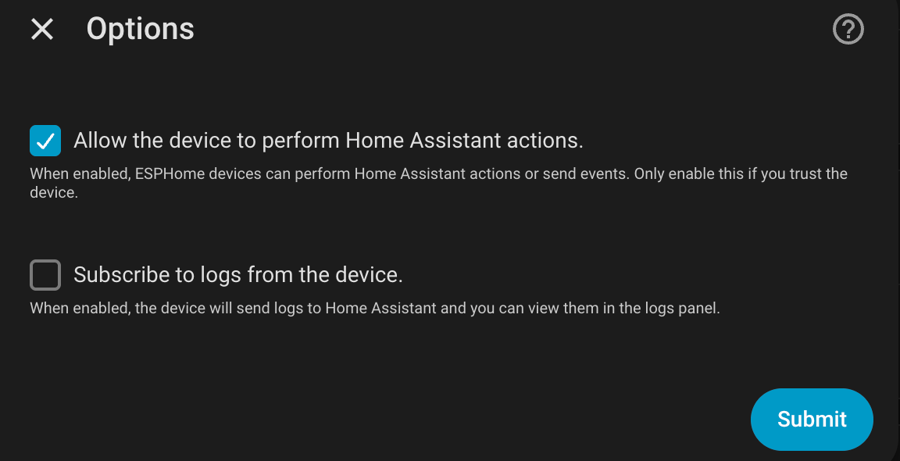 Options
Allow the device to perform Home Assistant actions.
When enabled, ESPHome devices can perform Home Assistant actions or send events. Only enable this if you trust the
device.
Subscribe to logs from the device.
When enabled, the device will send logs to Home Assistant and you can view them in the logs panel.
Submit